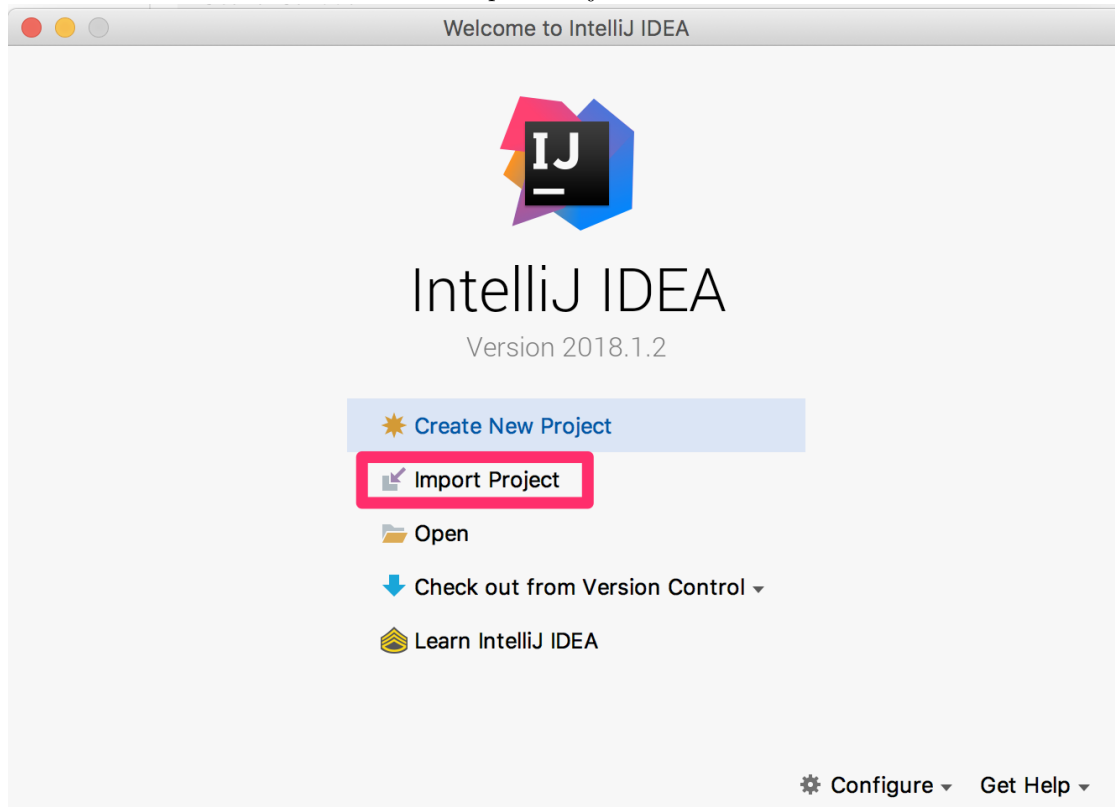 Welcome to IntelliJ IDEA
IJ
IntelliJ IDEA
Version 2018.1.2
Create New Project
Import Project
Open
Check out from Version Control
Learn IntelliJ IDEA
Configure Get Help